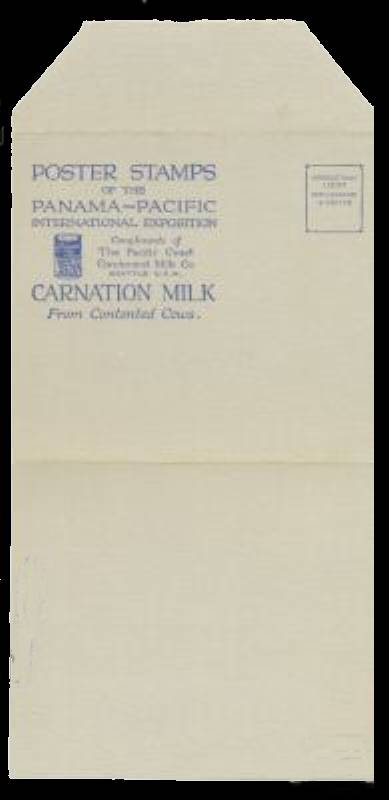 POSTER STAMPS
OF THE
PANAMA-PACIFIC
INTERNATIONAL EXPOSITION
Compliments of
The Pacific Coast
Condensed Milk Co
SEATTLE U.S.A.
CARNATION MILK
From Contented Cows.